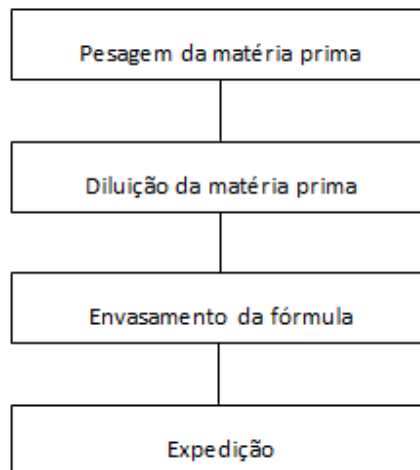 Pesagem da matéria prima
Diluição da matéria prima
Envasamento da fórmula
Expedição